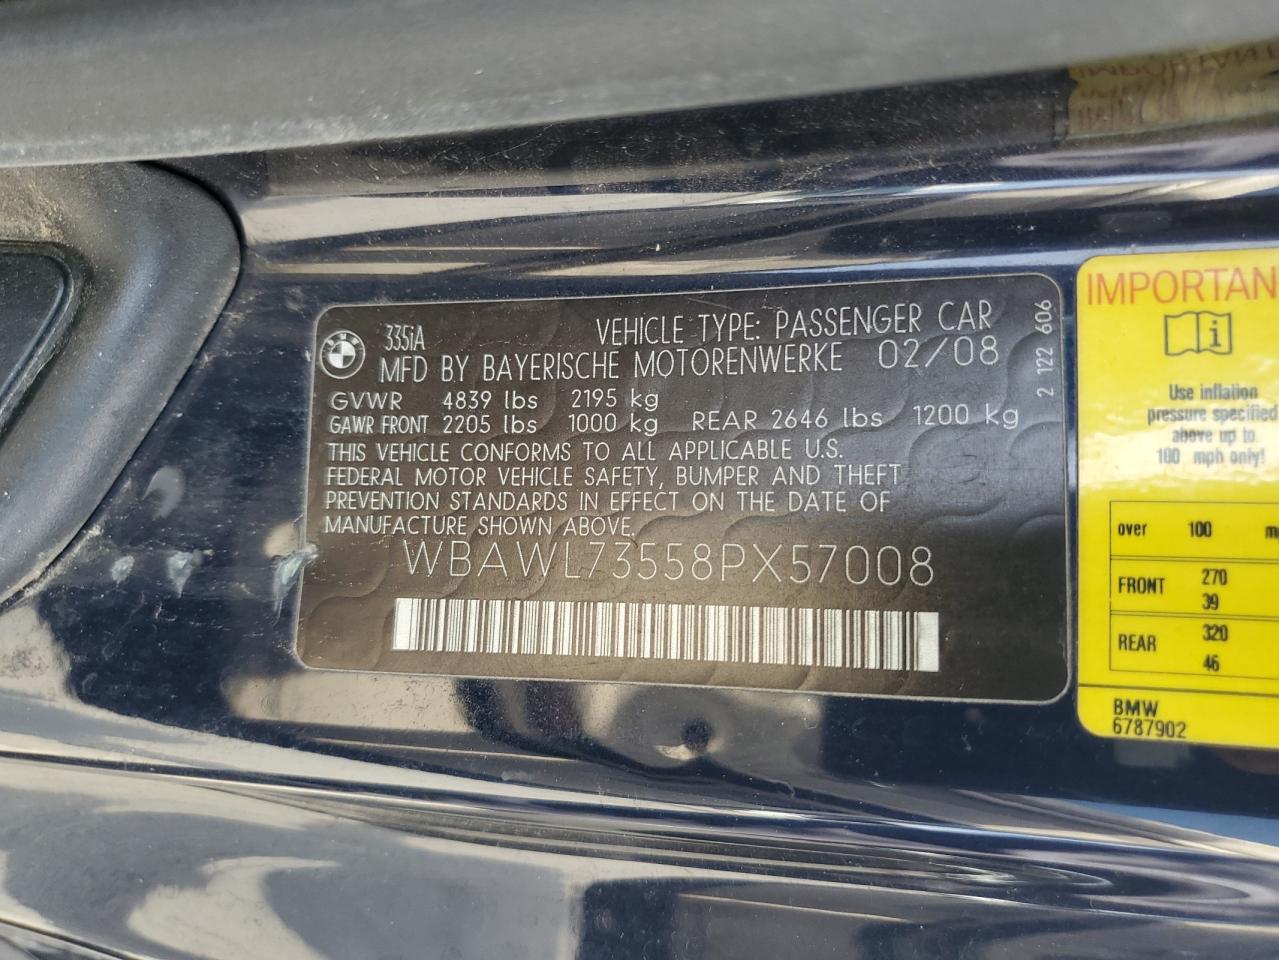 335iA
VEHICLE TYPE: PASSENGER CAR
MFD BY BAYERISCHE MOTORENWERKE 02/08
GVWR 4839 lbs 2195 kg
GAWR FRONT 2205 lbs 1000 kg REAR 2646 lbs 1200 kg
THIS VEHICLE CONFORMS TO ALL APPLICABLE U.S.
FEDERAL MOTOR VEHICLE SAFETY, BUMPER AND THEFT
PREVENTION STANDARDS IN EFFECT ON THE DATE OF
MANUFACTURE SHOWN ABOVE.
WBAWL73558PX57008
2 122 606
IMPORTAN
i
Use inflation
pressure specified
above up to
100 mph only!
over 100 m
FRONT 270
39
REAR 320
46
BMW
6787902